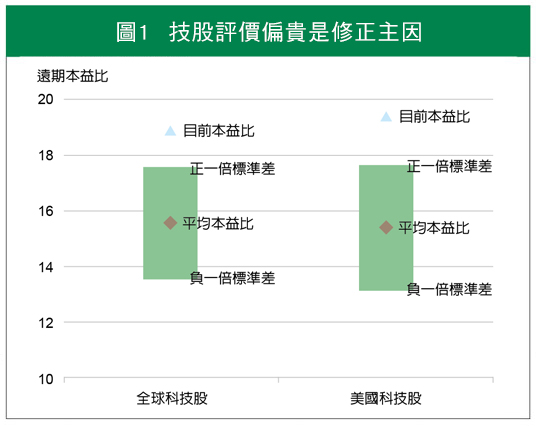 圖1 技股評價偏貴是修正主因
遠期本益比
20
目前本益比
目前本益比
18
正一倍標準差
正一倍標準差
16
平均本益比
平均本益比
14
負一倍標準差
負一倍標準差
12
10
全球科技股
美國科技股